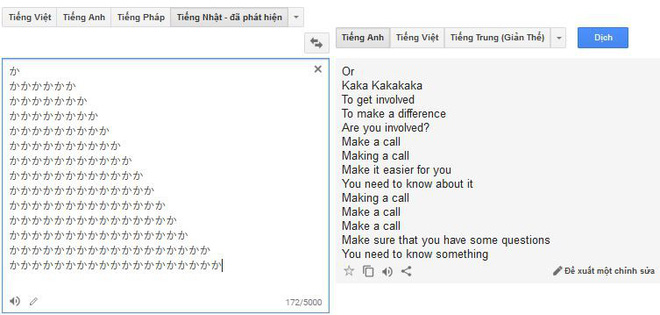 Tiếng Việt Tiếng Anh Tiếng Pháp Tiếng Nhật - đã phát hiện
か
かかかかかか
かかかかかかか
かかかかかかかか
かかかかかかかかか
かかかかかかかかかか
かかかかかかかかかかか
かかかかかかかかかかかか
かかかかかかかかかかかかか
かかかかかかかかかかかかかか
かかかかかかかかかかかかかかか
かかかかかかかかかかかかかかかか
かかかかかかかかかかかかかかかかかか
かかかかかかかかかかかかかかかかかかか
172/5000
Tiếng Anh Tiếng Việt Tiếng Trung (Giản Thể) Dịch
Or
Kaka Kakakaka
To get involved
To make a difference
Are you involved?
Make a call
Making a call
Make it easier for you
You need to know about it
Making a call
Make a call
Make a call
Make sure that you have some questions
You need to know something
Đề xuất một chỉnh sửa